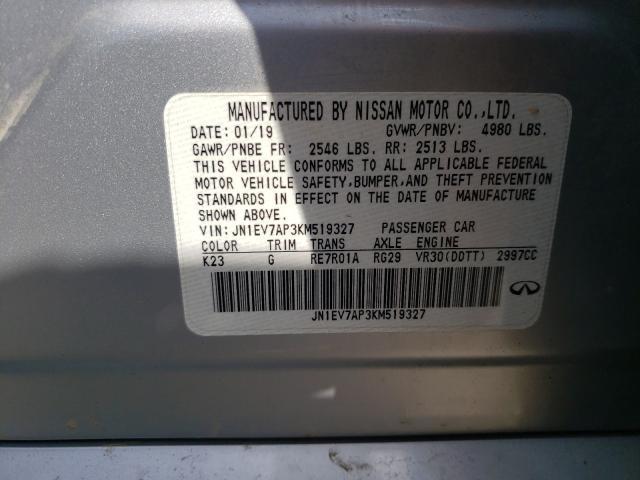 MANUFACTURED BY NISSAN MOTOR CO.,LTD.
DATE: 01/19 GVWR/PNBV: 4980 LBS.
GAWR/PNBE FR: 2546 LBS. RR: 2513 LBS.
THIS VEHICLE CONFORMS TO ALL APPLICABLE FEDERAL
MOTOR VEHICLE SAFETY,BUMPER,AND THEFT PREVENTION
STANDARDS IN EFFECT ON THE DATE OF MANUFACTURE
SHOWN ABOVE.
VIN: JN1EV7AP3KM519327 PASSENGER CAR
COLOR TRIM TRANS AXLE ENGINE
K23 G RE7R01A RG29 VR30(DDTT) 2997CC
JN1EV7AP3KM519327